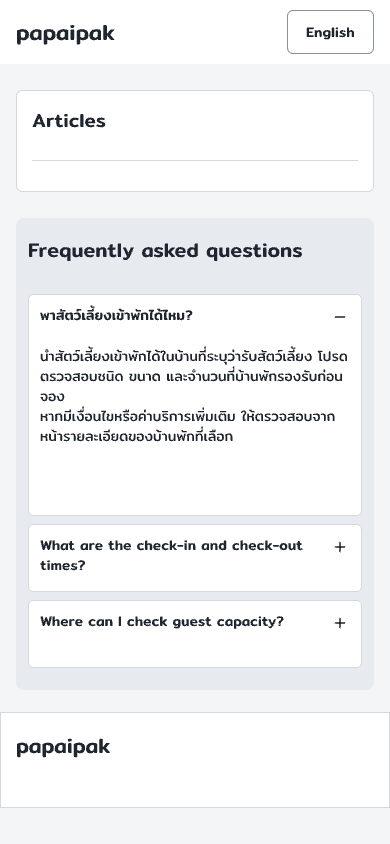 papaipak
English
Articles
Frequently asked questions
พาสัตว์เลี้ยงเข้าพักได้ไหม?
นำสัตว์เลี้ยงเข้าพักได้ในบ้านที่ระบุว่ารับสัตว์เลี้ยง โปรด
ตรวจสอบชนิด ขนาด และจำนวนที่บ้านพักรองรับก่อน
จอง
หากมีเงื่อนไขหรือค่าบริการเพิ่มเติม ให้ตรวจสอบจาก
หน้ารายละเอียดของบ้านพักที่เลือก
What are the check-in and check-out
times?
Where can I check guest capacity?
papaipak